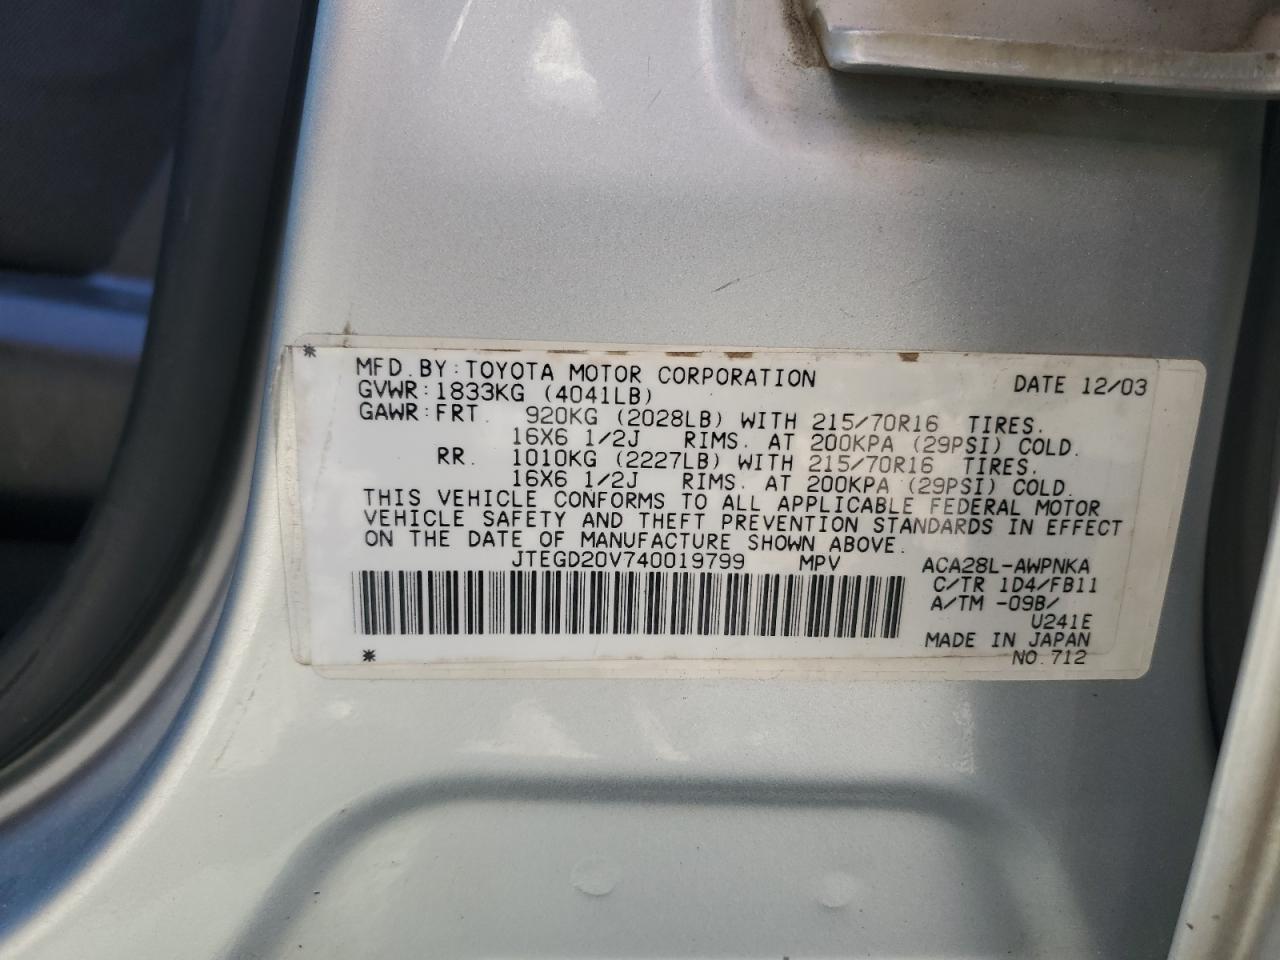 MFD. BY: TOYOTA MOTOR CORPORATION DATE 12/03
GVWR: 1833KG (4041LB)
GAWR: FRT. 920KG (2028LB) WITH 215/70R16 TIRES.
16X6 1/2J RIMS. AT 200KPA (29PSI) COLD.
RR. 1010KG (2227LB) WITH 215/70R16 TIRES.
16X6 1/2J RIMS. AT 200KPA (29PSI) COLD.
THIS VEHICLE CONFORMS TO ALL APPLICABLE FEDERAL MOTOR
VEHICLE SAFETY AND THEFT PREVENTION STANDARDS IN EFFECT
ON THE DATE OF MANUFACTURE SHOWN ABOVE.
JTEGD20V740019799 MPV ACA28L-AWPNKA
C/TR 1D4/FB11
A/TM -09B/
U241E
MADE IN JAPAN
NO.712